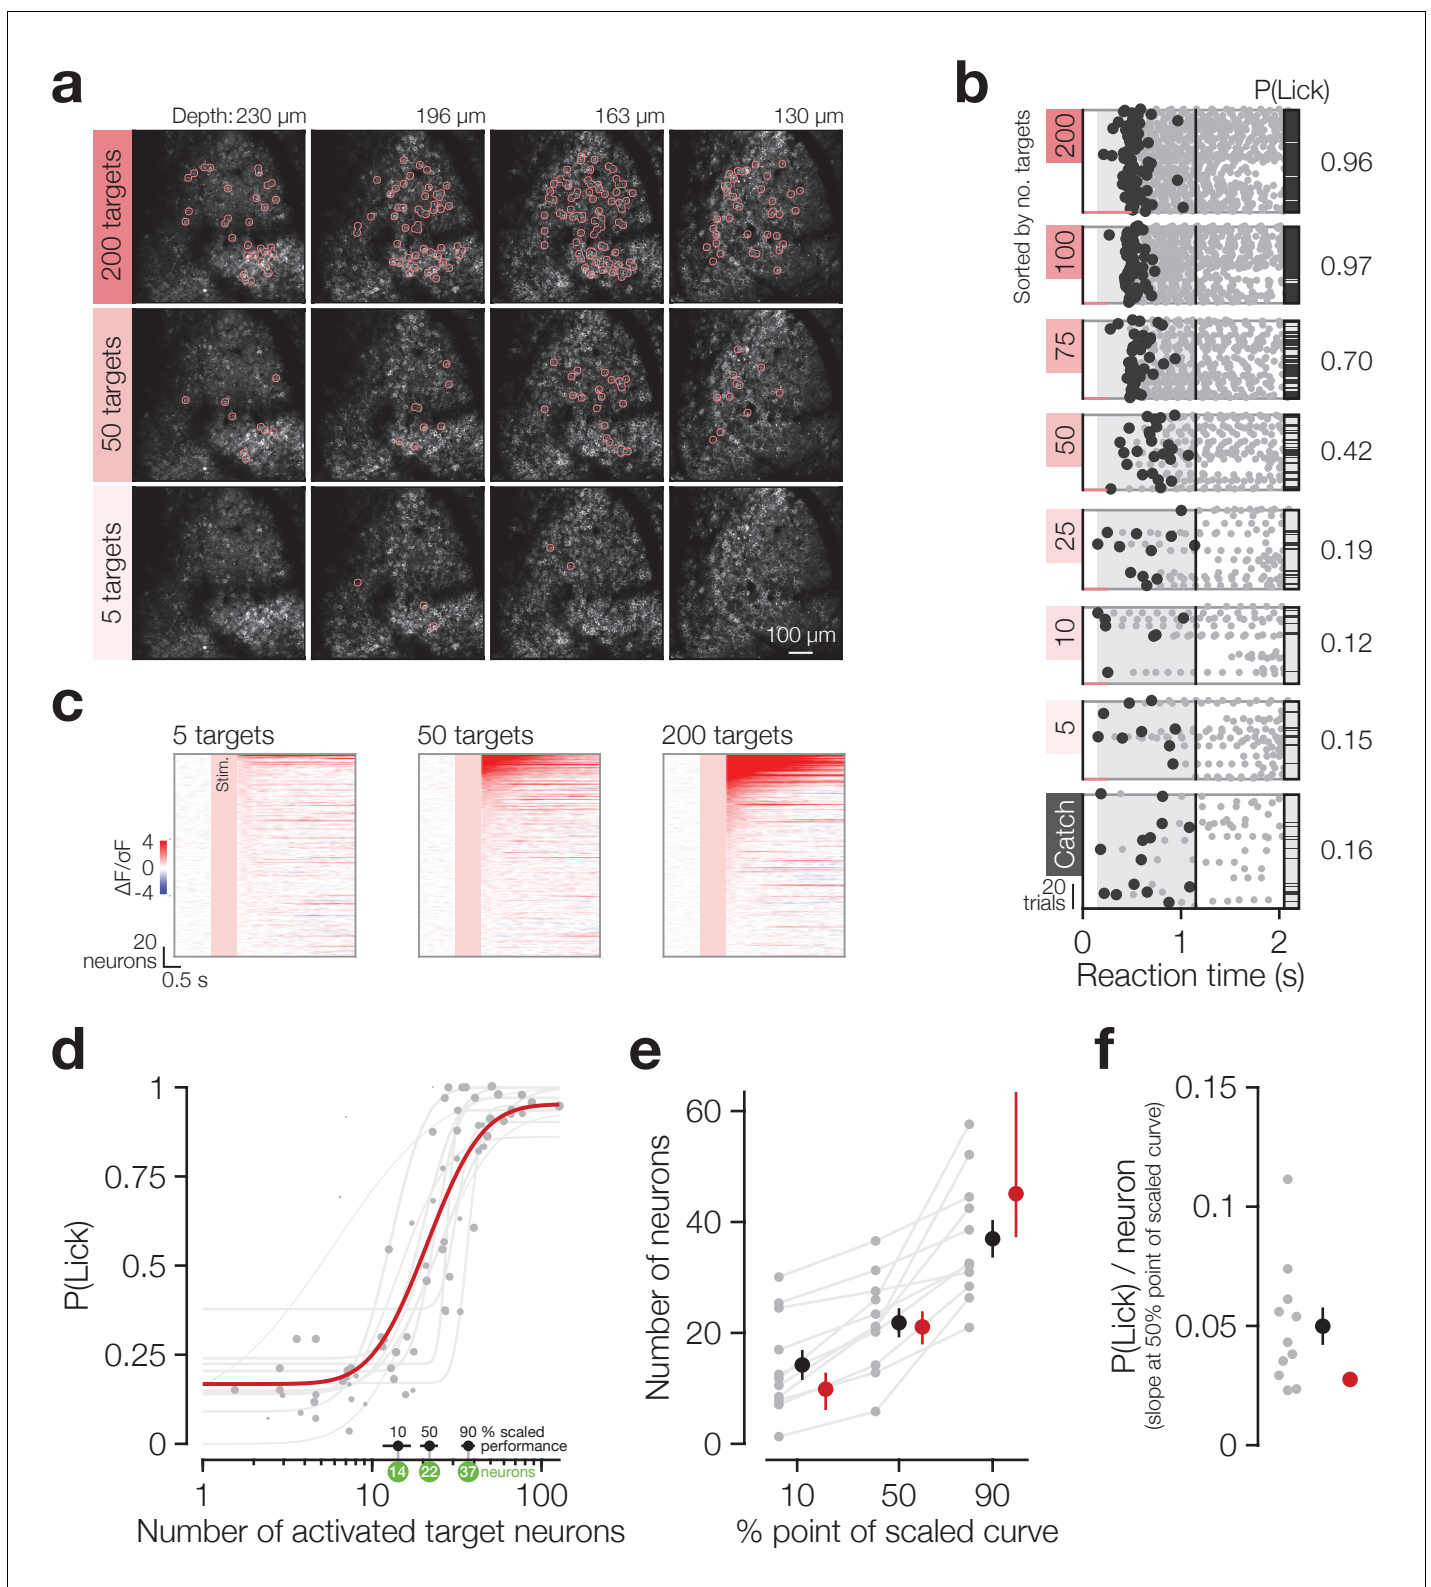 a
Depth: 230 µm
196 µm
163 µm
130 µm
200 targets
50 targets
5 targets
100 µm
b
P(Lick)
Sorted by no. targets
200
0.96
100
0.97
75
0.70
50
0.42
25
0.19
10
0.12
5
0.15
Catch
0.16
20
trials
0
1
2
Reaction time (s)
c
5 targets
50 targets
200 targets
Stim.
ΔF/σF
4
0
-4
20
neurons
0.5 s
d
P(Lick)
1
0.75
0.5
0.25
0
10 50 90 % scaled
performance
14 22 37 neurons
1 10 100
Number of activated target neurons
e
Number of neurons
60
40
20
0
10 50 90
% point of scaled curve
f
P(Lick) / neuron
(slope at 50% point of scaled curve)
0.15
0.1
0.05
0